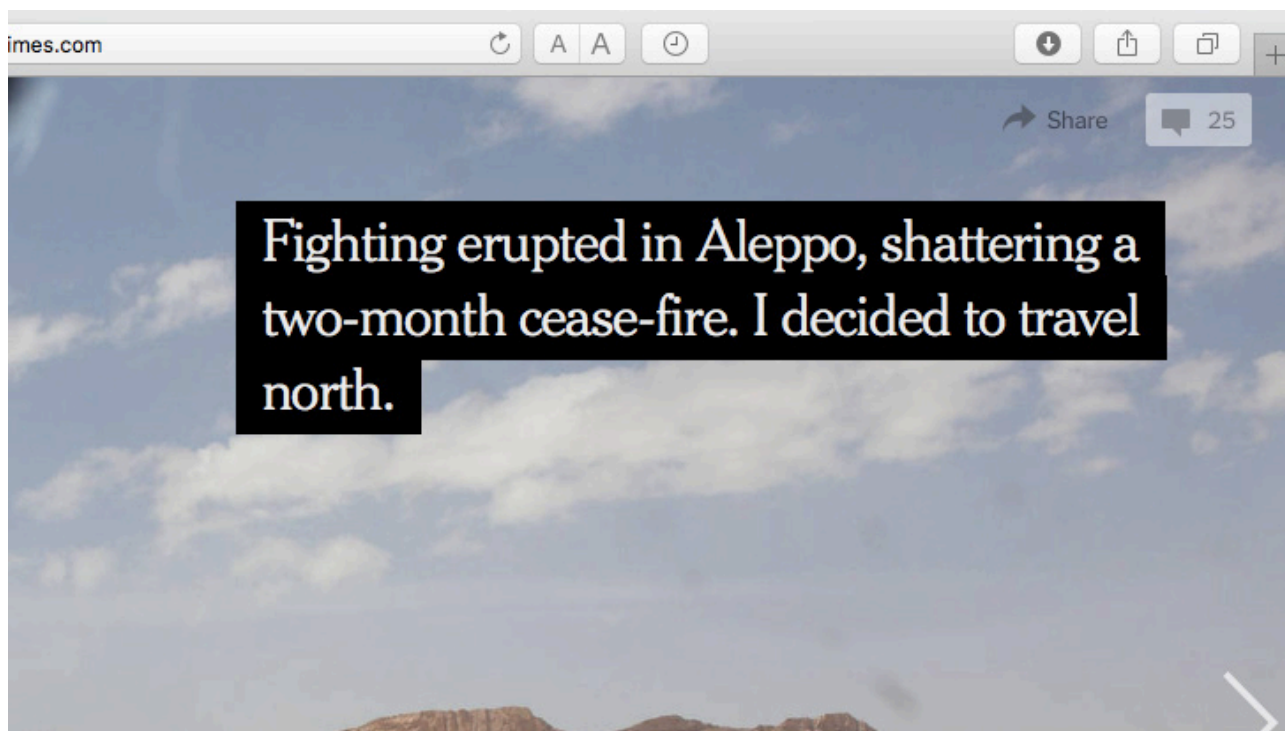 imes.com
A A
Share 25
Fighting erupted in Aleppo, shattering a
two-month cease-fire. I decided to travel
north.